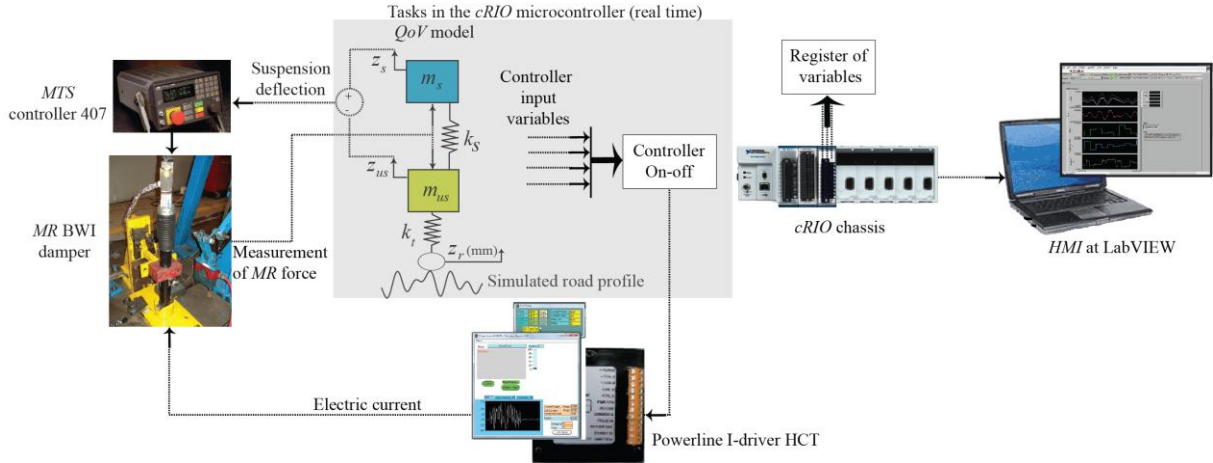 Tasks in the cRIO microcontroller (real time)
QoV model
z_s
m_s
k_S
z_us
m_us
k_t
z_r (mm)
Simulated road profile
Suspension
deflection
MTS
controller 407
MR BWI
damper
Measurement
of MR force
Controller
input
variables
Controller
On-off
Register of
variables
cRIO chassis
HMI at LabVIEW
Electric current
Powerline I-driver HCT
+
-